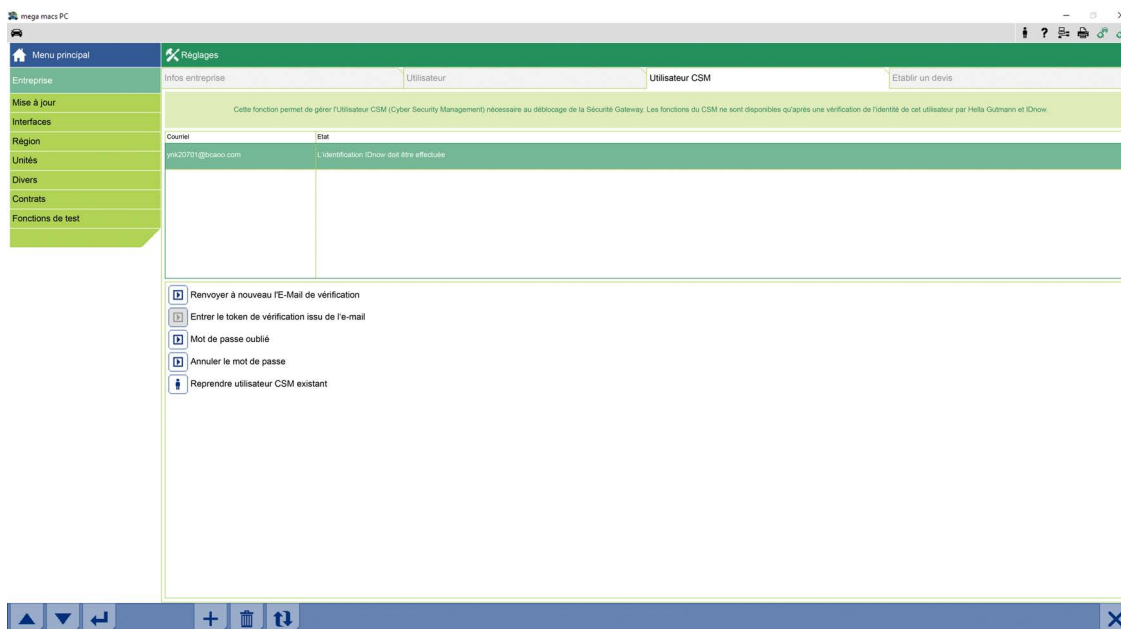 mega macs PC
?
Menu principal
Réglages
Entreprise
Infos entreprise
Utilisateur
Utilisateur CSM
Etablir un devis
Mise à jour
Interfaces
Région
Unités
Divers
Contrats
Fonctions de test
Cette fonction permet de gérer l'Utilisateur CSM (Cyber Security Management) nécessaire au déblocage de la Sécurité Gateway. Les fonctions du CSM ne sont disponibles qu'après une vérification de l'identité de cet utilisateur par Hella Gutmann et IDnow.
Courriel
Etat
ynk20701@bcaoo.com
L'identification IDnow doit être effectuée
Renvoyer à nouveau l'E-Mail de vérification
Entrer le token de vérification issu de l'e-mail
Mot de passe oublié
Annuler le mot de passe
Reprendre utilisateur CSM existant